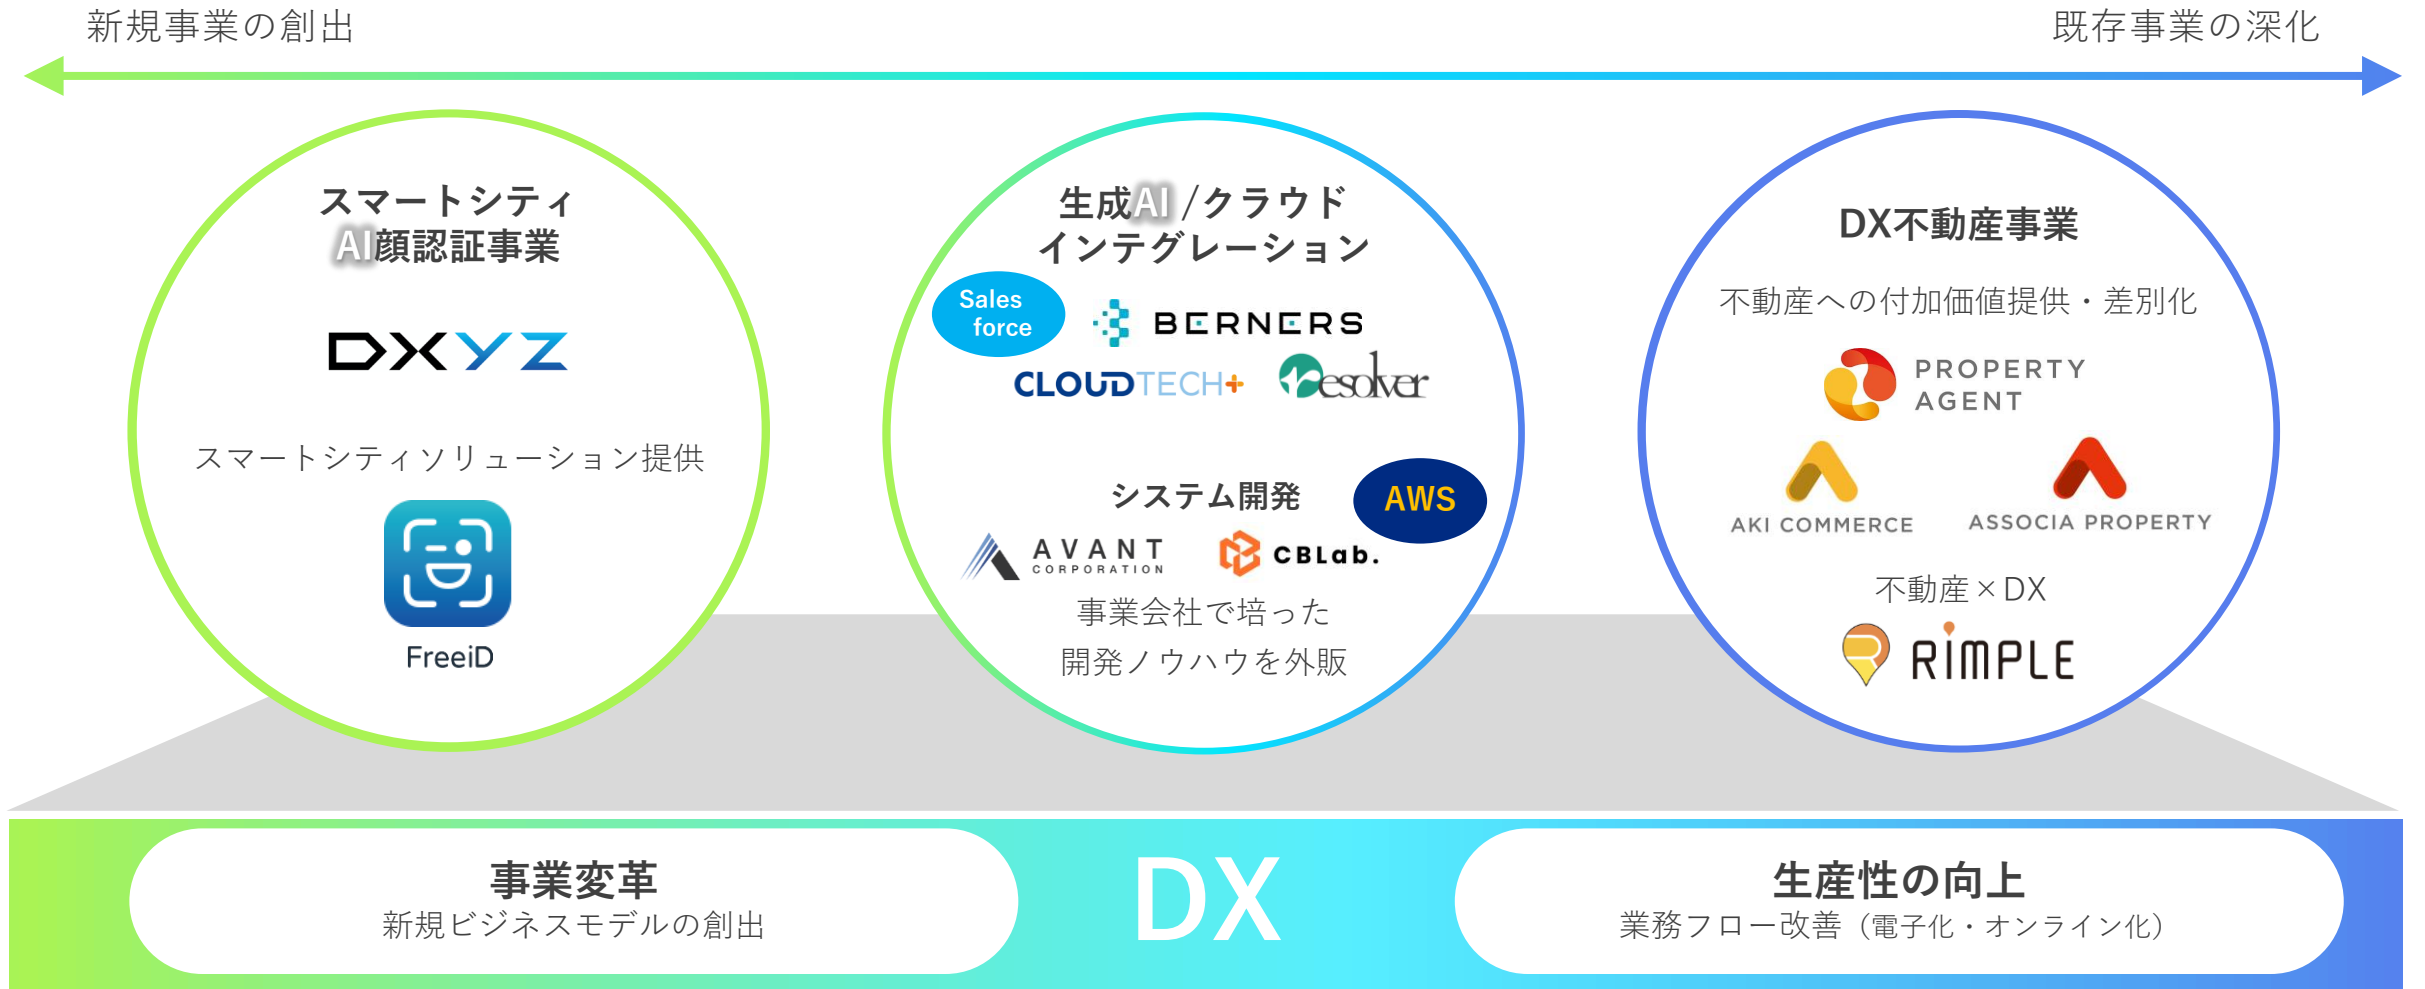 新規事業の創出
既存事業の深化
スマートシティ
AI顔認証事業
DXYZ
スマートシティソリューション提供
FreeiD
生成AI /クラウド
インテグレーション
Sales
force
BERNERS
CLOUDTECH+
resolver
システム開発
AWS
AVANT
CORPORATION
CBLab.
事業会社で培った
開発ノウハウを外販
DX不動産事業
不動産への付加価値提供・差別化
PROPERTY
AGENT
AKI COMMERCE
ASSOCIA PROPERTY
不動産×DX
RIMPLE
事業変革
新規ビジネスモデルの創出
DX
生産性の向上
業務フロー改善（電子化・オンライン化）